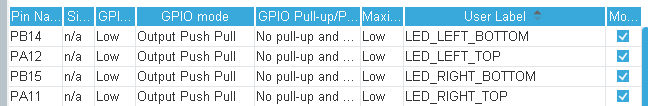 Pin Na... Si... GPI... GPIO mode GPIO Pull-up/P... Maxi... User Label Mo...
PB14 n/a Low Output Push Pull No pull-up and ... Low LED_LEFT_BOTTOM
PA12 n/a Low Output Push Pull No pull-up and ... Low LED_LEFT_TOP
PB15 n/a Low Output Push Pull No pull-up and ... Low LED_RIGHT_BOTTOM
PA11 n/a Low Output Push Pull No pull-up and ... Low LED_RIGHT_TOP